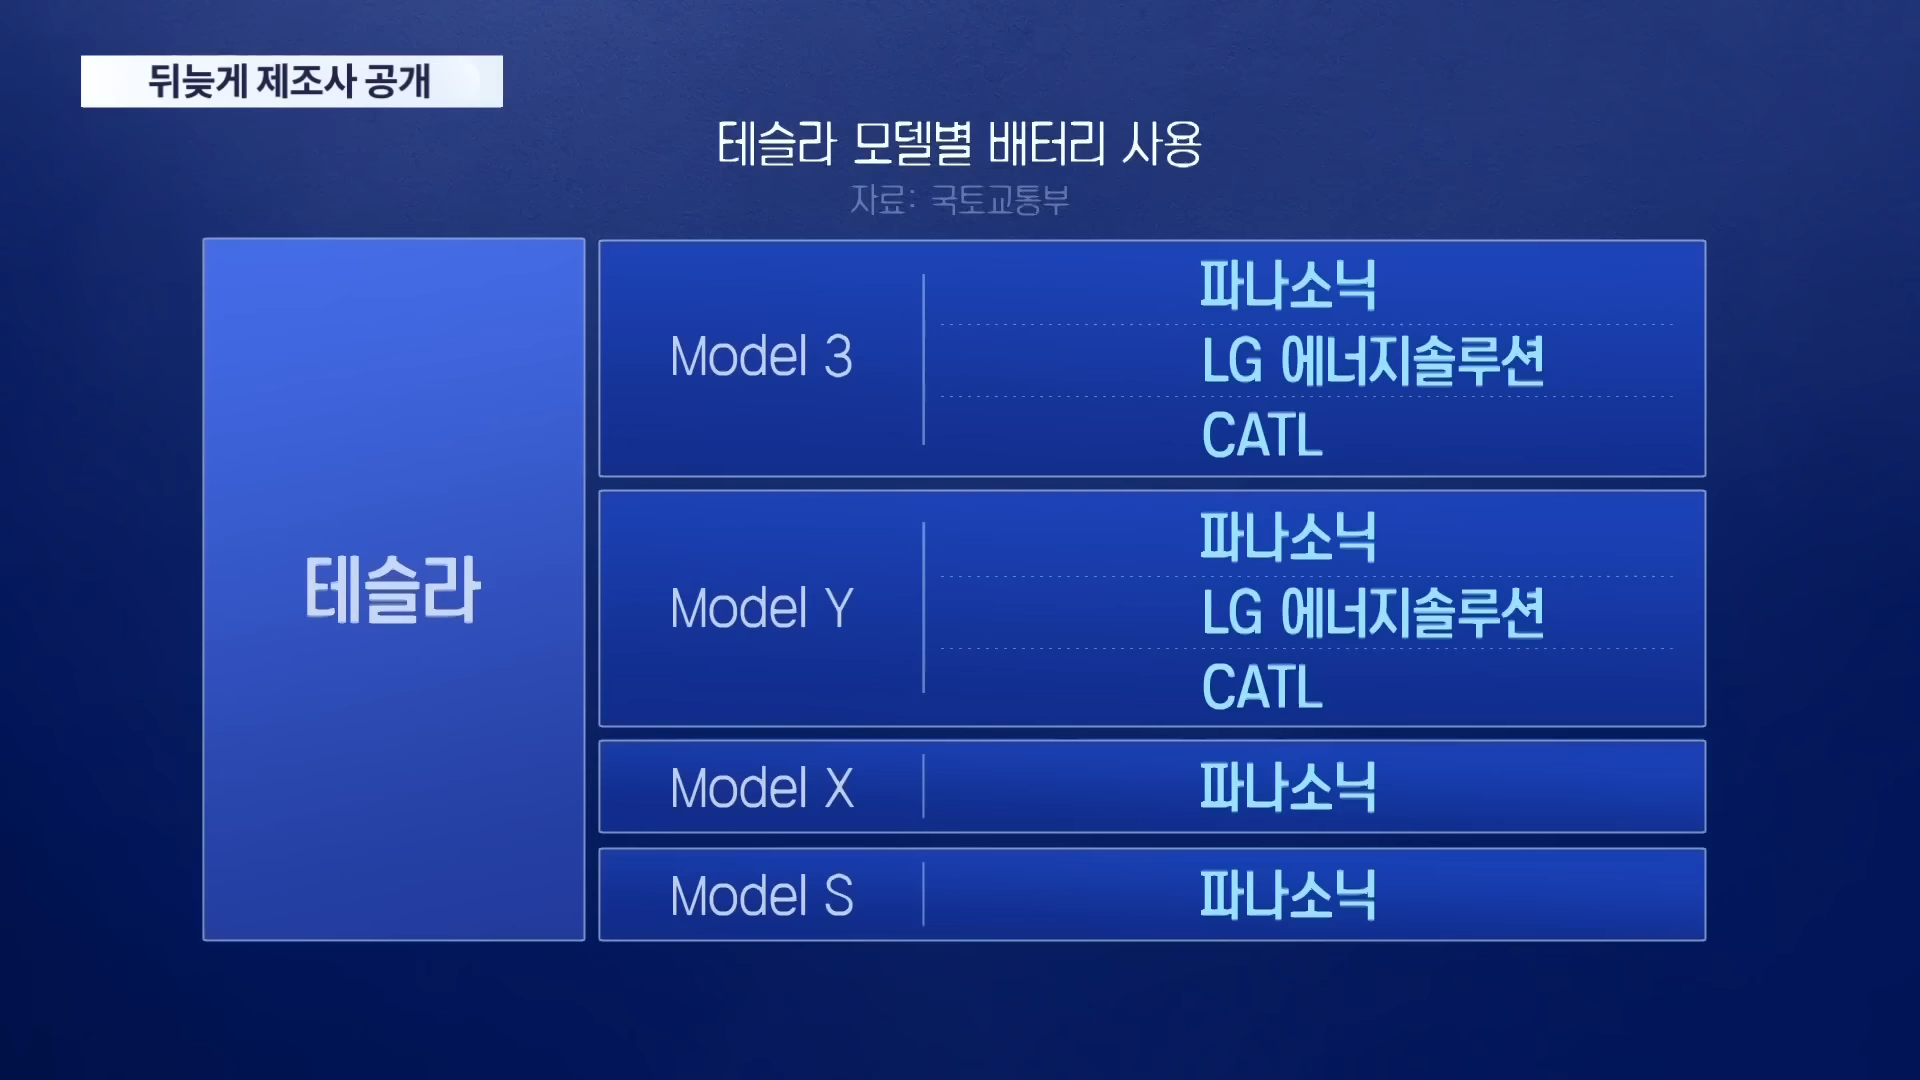 뒤늦게 제조사 공개
테슬라 모델별 배터리 사용
자료: 국토교통부
테슬라
Model 3
파나소닉
LG 에너지솔루션
CATL
Model Y
파나소닉
LG 에너지솔루션
CATL
Model X
파나소닉
Model S
파나소닉